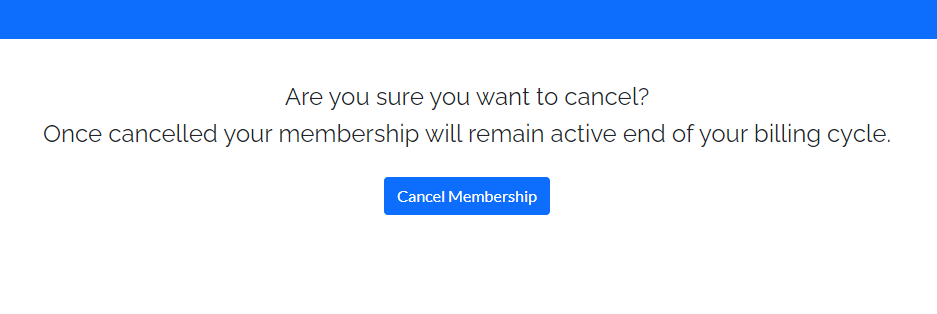 Are you sure you want to cancel?
Once cancelled your membership will remain active end of your billing cycle.
Cancel Membership